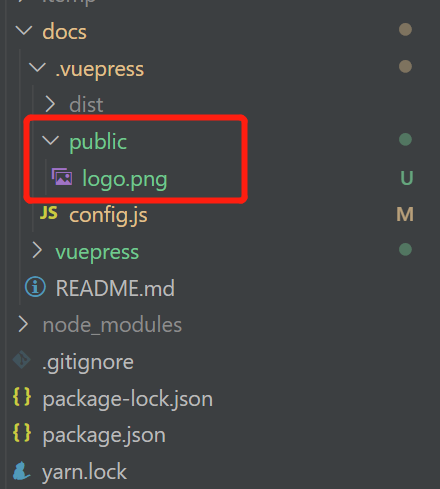 docs
.vuepress
dist
public
logo.png U
JS config.js M
vuepress
README.md
node_modules
.gitignore
{} package-lock.json
{} package.json
yarn.lock